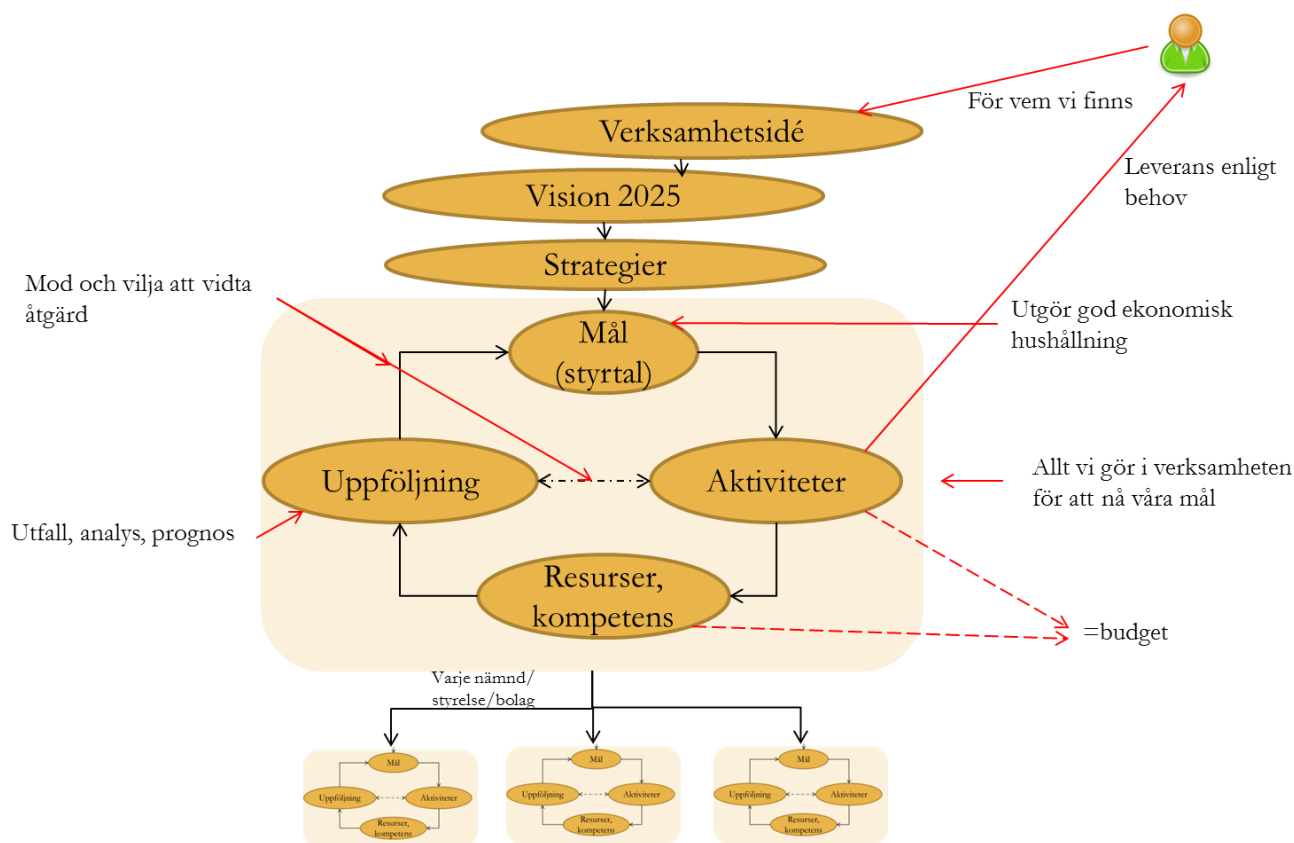 För vem vi finns
Verksamhetsidé
Leverans enligt
behov
Vision 2025
Strategier
Mod och vilja att vidta
åtgärd
Utgör god ekonomisk
hushållning
Mål
(styrtal)
Uppföljning
Aktiviteter
Allt vi gör i verksamheten
för att nå våra mål
Utfall, analys, prognos
Resurser,
kompetens
=budget
Varje nämnd/
styrelse/bolag
Mål
Uppföljning
Aktiviteter
Resurser,
kompetens
Mål
Uppföljning
Aktiviteter
Resurser,
kompetens
Mål
Uppföljning
Aktiviteter
Resurser,
kompetens